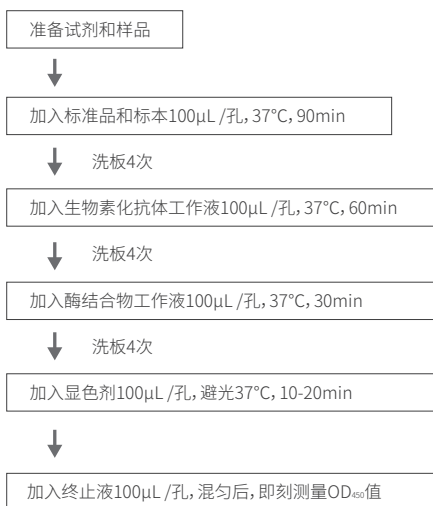 准备试剂和样品
加入标准品和标本100μL /孔，37°C，90min
洗板4次
加入生物素化抗体工作液100μL /孔，37°C，60min
洗板4次
加入酶结合物工作液100μL /孔，37°C，30min
洗板4次
加入显色剂100μL /孔，避光37°C，10-20min
加入终止液100μL /孔，混匀后，即刻测量OD₄₅₀值